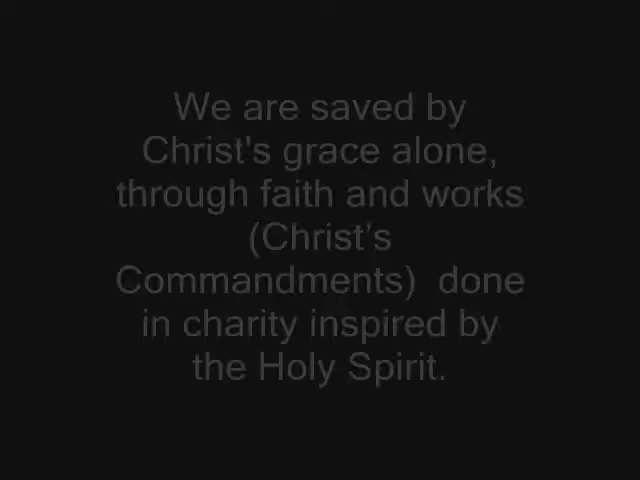 We are saved by
Christ's grace alone,
through faith and works
(Christ’s
Commandments)  done
in charity inspired by
the Holy Spirit.